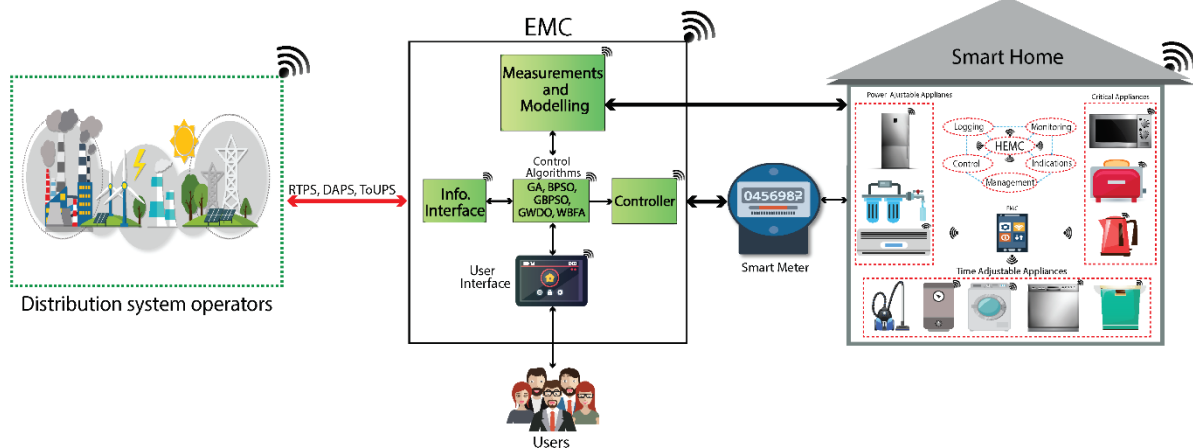 EMC
Smart Home
Measurements
and
Modelling
Power Ajustable Applianes
Critical Appliances
Logging
Monitoring
HEMC
Control
Indications
Management
Control
Algorithms
RTPS, DAPS, ToUPS
Info.
Interface
GA, BPSO,
GBPSO,
GWDO, WBFA
Controller
0456982
EMC
User
Interface
Smart Meter
Time Adjustable Appliances
Distribution system operators
Users